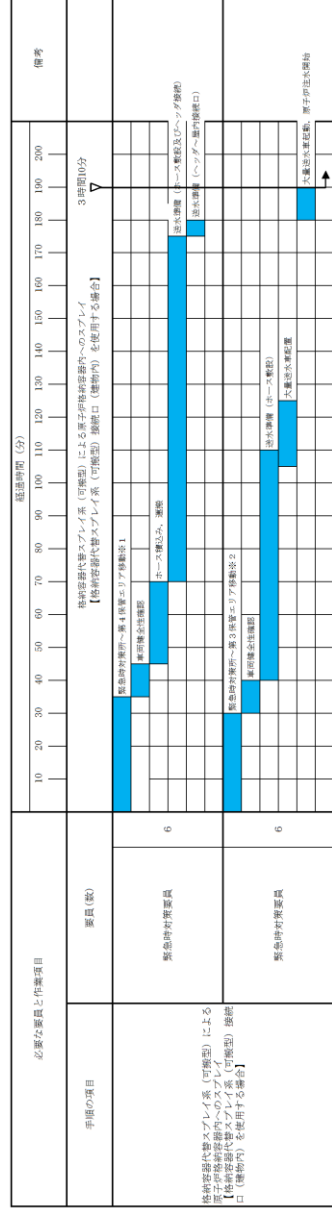 必要な要員と作業項目
経過時間（分）
備考
10 20 30 40 50 60 70 80 90 100 110 120 130 140 150 160 170 180 190 200
手順の項目
要員(数)
格納容器代替スプレイ系（可搬型）による原子炉格納容器内へのスプレイ
【格納容器代替スプレイ系（可搬型）接続口（建物内）を使用する場合】
3時間10分
格納容器代替スプレイ系（可搬型）による
原子炉格納容器内へのスプレイ
【格納容器代替スプレイ系（可搬型）接続
口（建物内）を使用する場合】
緊急時対策要員
6
緊急時対策所～第４保管エリア移動※１
車両健全性確認
ホース積込み、運搬
送水準備（ホース敷設及びヘッダ接続）
送水準備（ヘッダ～屋内接続口）
緊急時対策要員
6
緊急時対策所～第３保管エリア移動※２
車両健全性確認
送水準備（ホース敷設）
大量送水車配置
大量送水車起動、原子炉注水開始